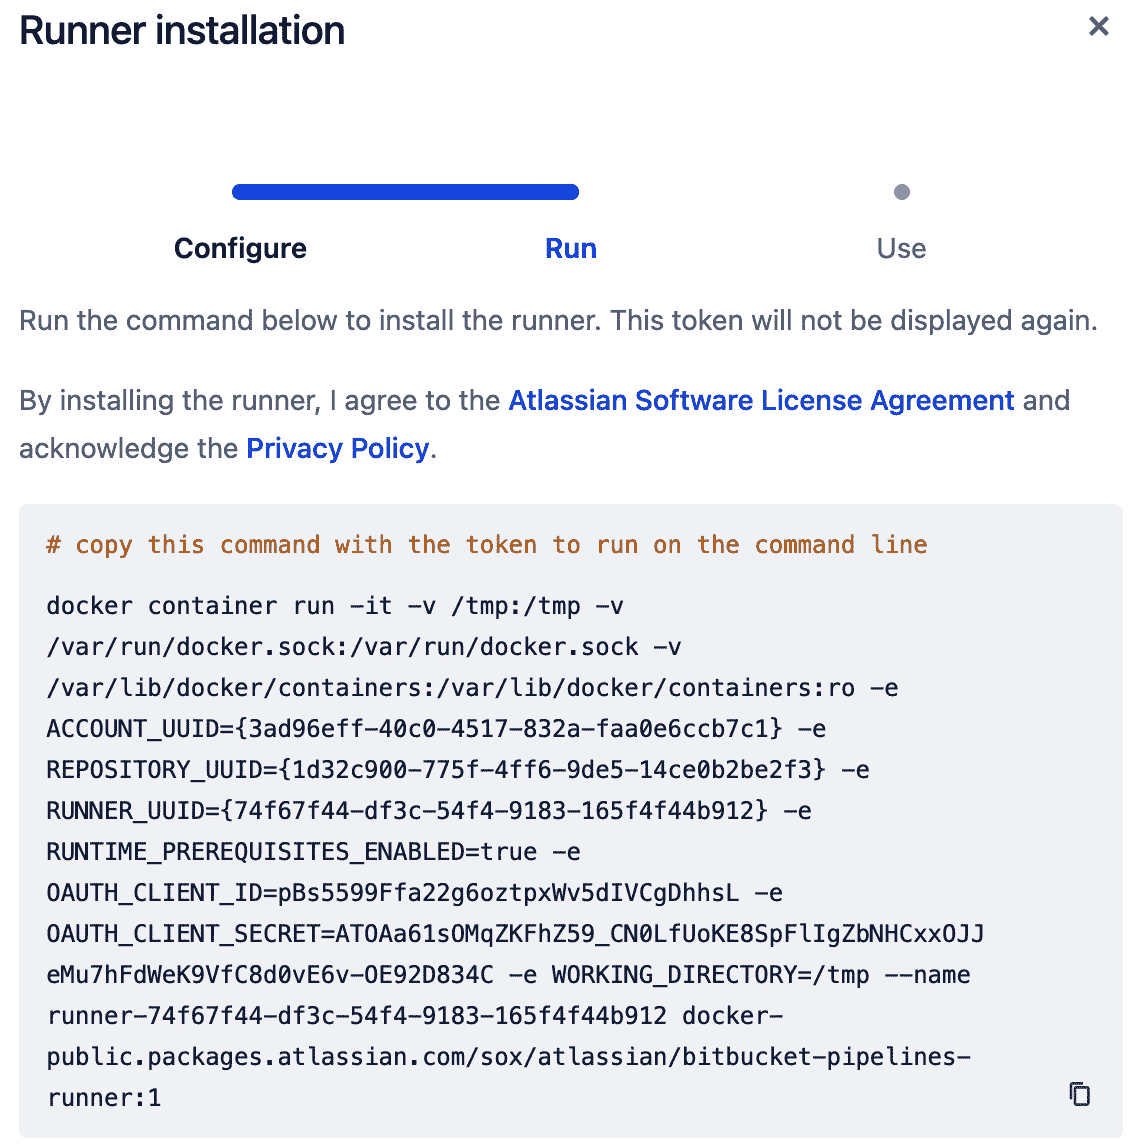 Runner installation
Configure
Run
Use
Run the command below to install the runner. This token will not be displayed again.
By installing the runner, I agree to the Atlassian Software License Agreement and
acknowledge the Privacy Policy.
# copy this command with the token to run on the command line
docker container run -it -v /tmp:/tmp -v
/var/run/docker.sock:/var/run/docker.sock -v
/var/lib/docker/containers:/var/lib/docker/containers:ro -e
ACCOUNT_UUID={3ad96eff-40c0-4517-832a-faa0e6ccb7c1} -e
REPOSITORY_UUID={1d32c900-775f-4ff6-9de5-14ce0b2be2f3} -e
RUNNER_UUID={74f67f44-df3c-54f4-9183-165f4f44b912} -e
RUNTIME_PREREQUISITES_ENABLED=true -e
OAUTH_CLIENT_ID=pBs5599Ffa22g6oztpxWv5dIVCgDhhsL -e
OAUTH_CLIENT_SECRET=ATOAa61sOMqZKFhZ59_CN0LfUoKE8SpFlIgZbNHCxxOJJ
eMu7hFdWeK9VfC8d0vE6v-OE92D834C -e WORKING_DIRECTORY=/tmp --name
runner-74f67f44-df3c-54f4-9183-165f4f44b912 docker-
public.packages.atlassian.com/sox/atlassian/bitbucket-pipelines-
runner:1